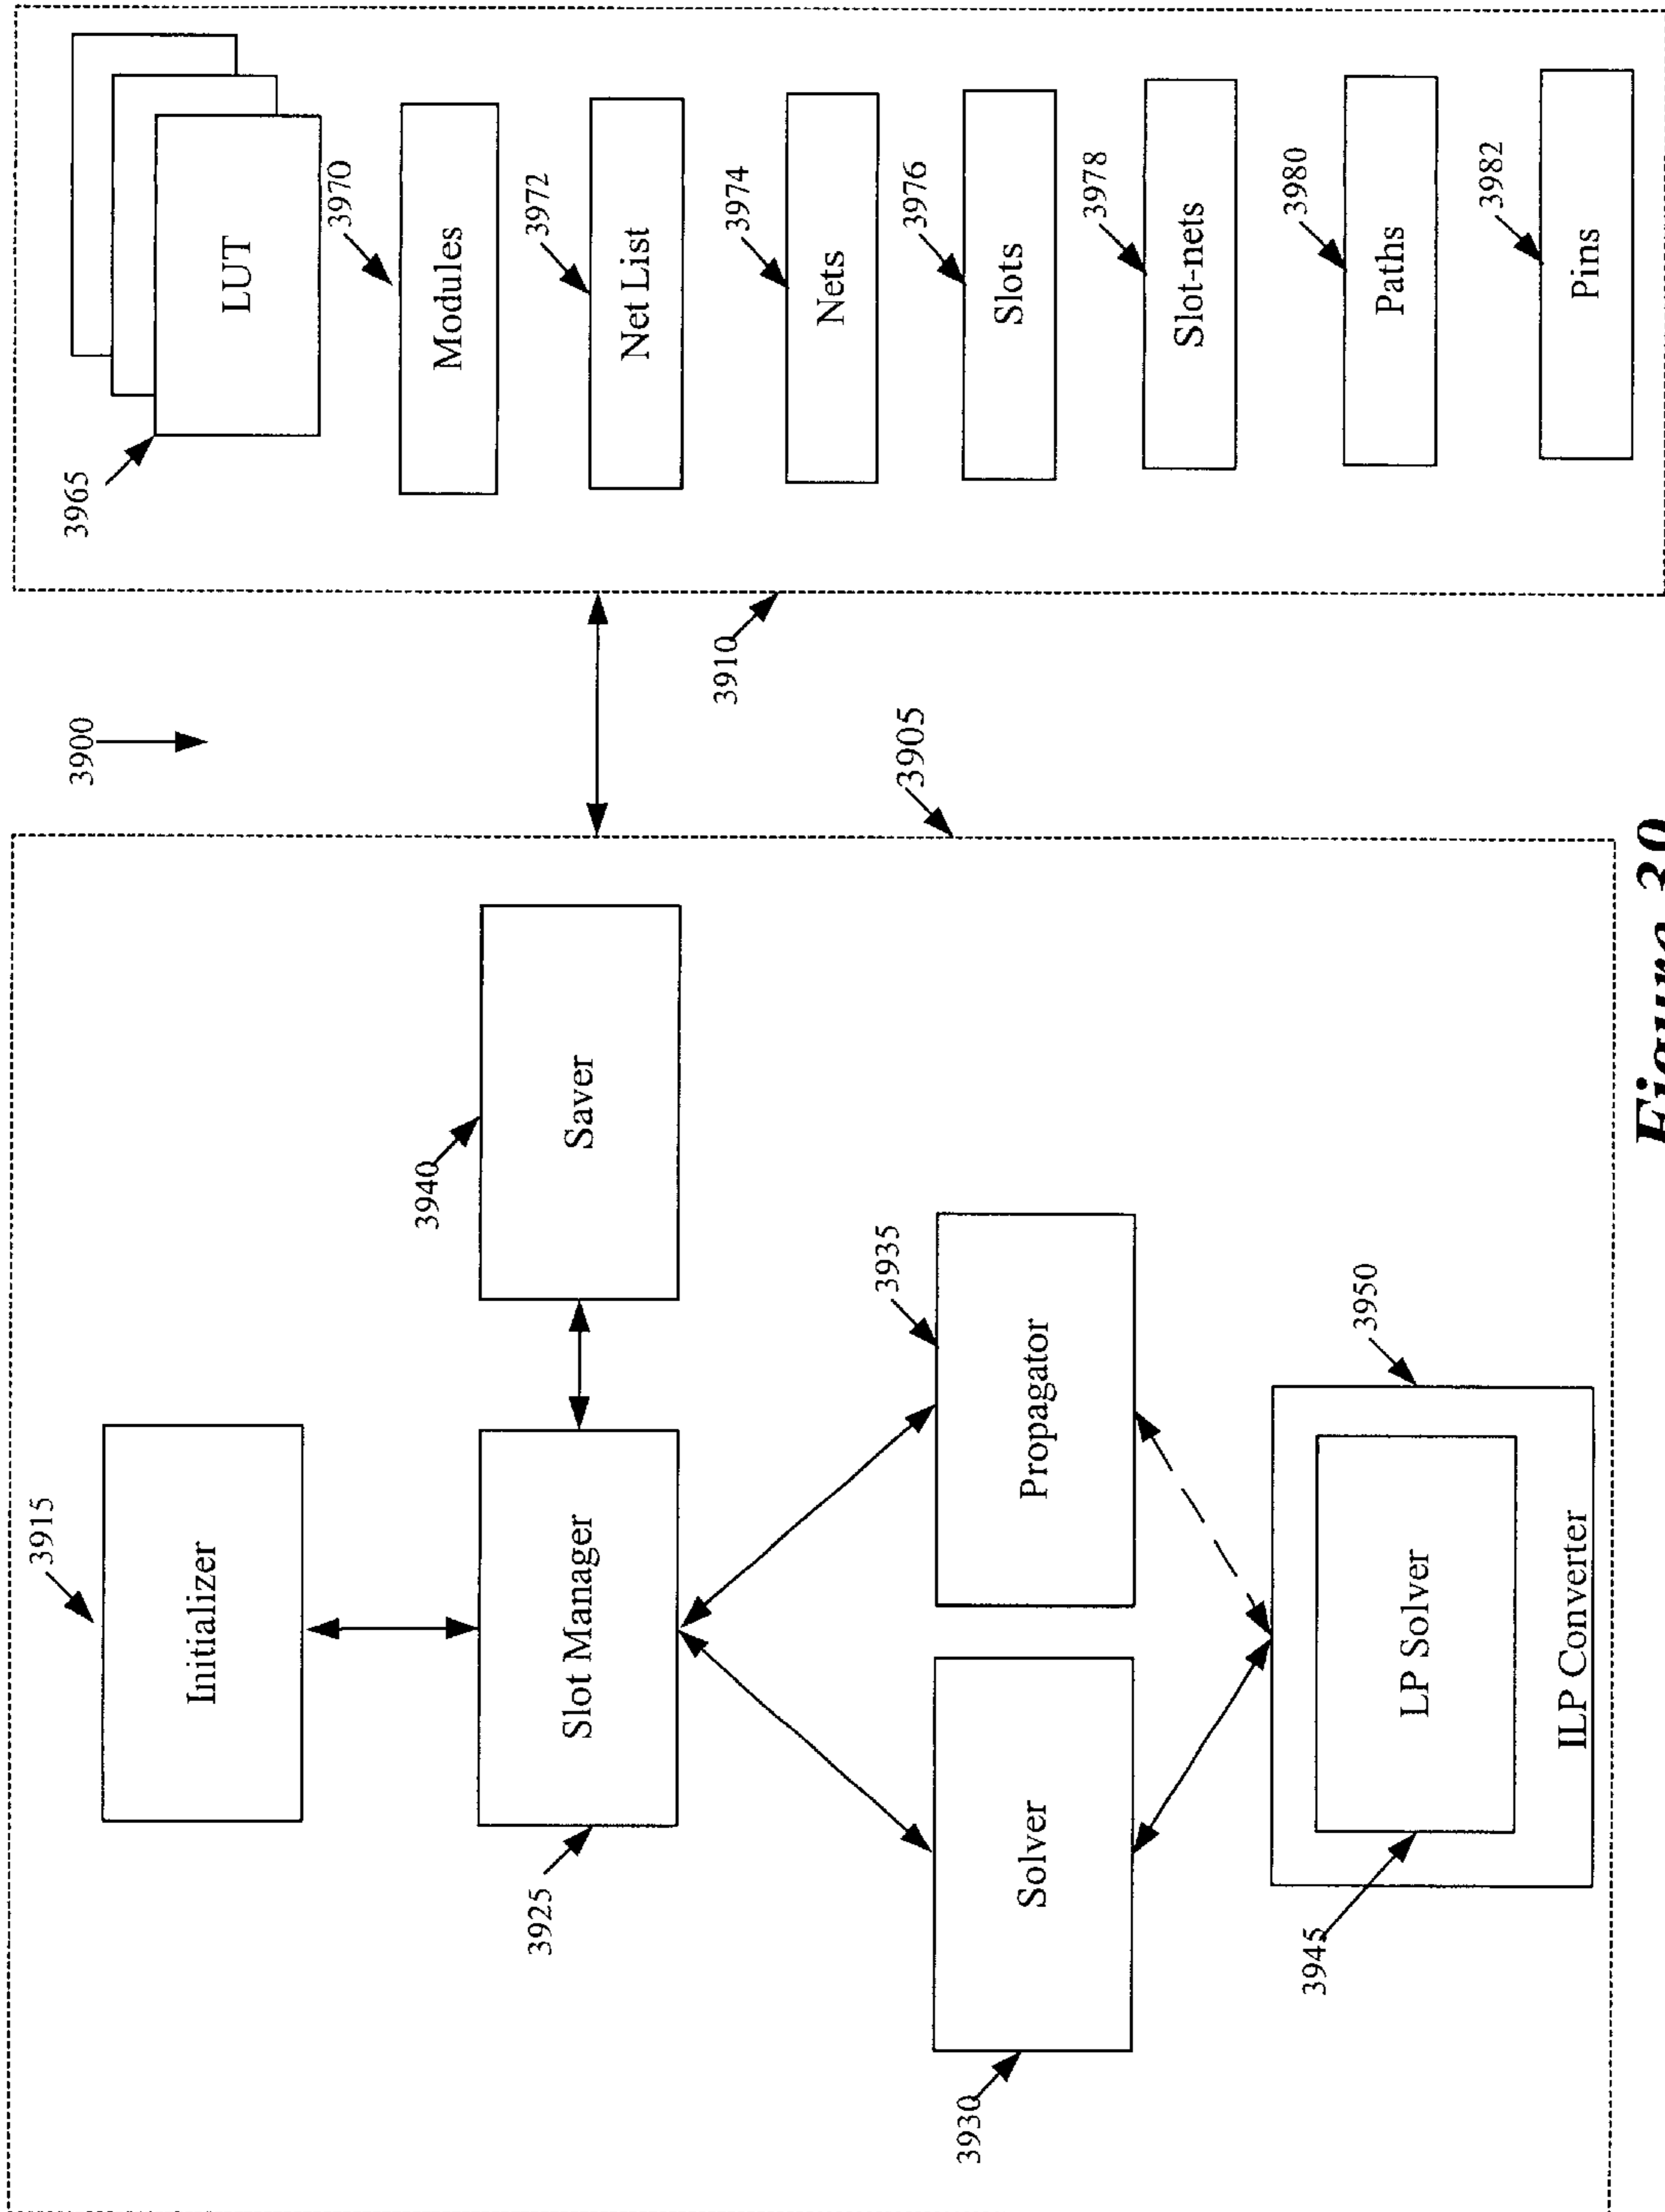 3900
3905
3915
Initializer
3925
Slot Manager
3940
Saver
3930
Solver
3935
Propagator
3945
LP Solver
ILP Converter
3950
3910
3965
LUT
3970
Modules
3972
Net List
3974
Nets
3976
Slots
3978
Slot-nets
3980
Paths
3982
Pins
Figure 39